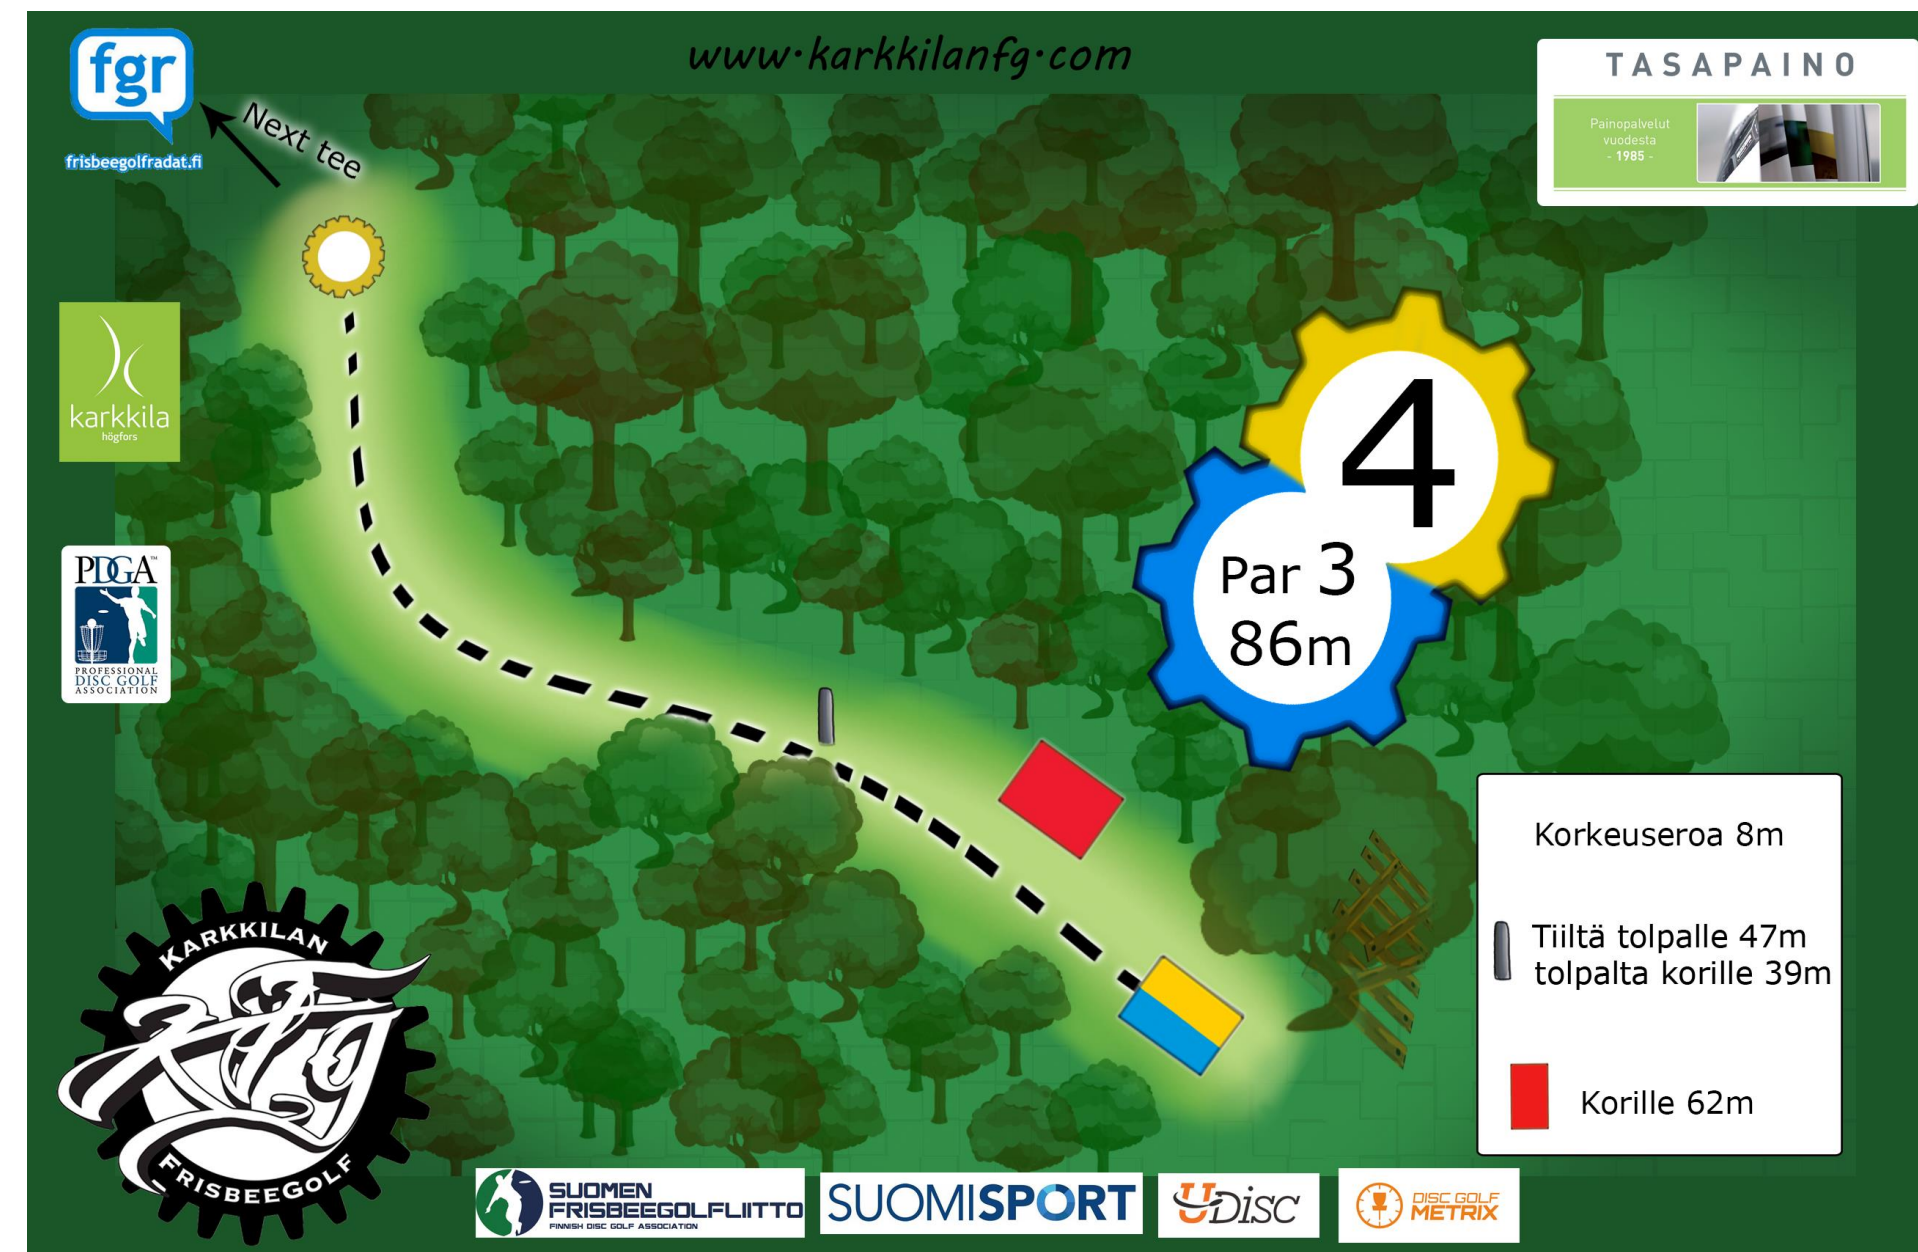 www.karkkilanfg.com
fgr
frisbeegolfradat.fi
Next tee
TASAPAINO
Painopalvelut
vuodesta
- 1985 -
karkkila
högfors
4
Par 3
86m
PDGA™
PROFESSIONAL
DISC GOLF
ASSOCIATION
Korkeuseroa 8m
Tiiltä tolpalle 47m
tolpalta korille 39m
Korille 62m
KARKKILAN
KFg
FRISBEEGOLF
SUOMEN
FRISBEEGOLFLIITTO
FINNISH DISC GOLF ASSOCIATION
SUOMISPORT
UDisc
DISC GOLF
METRIX